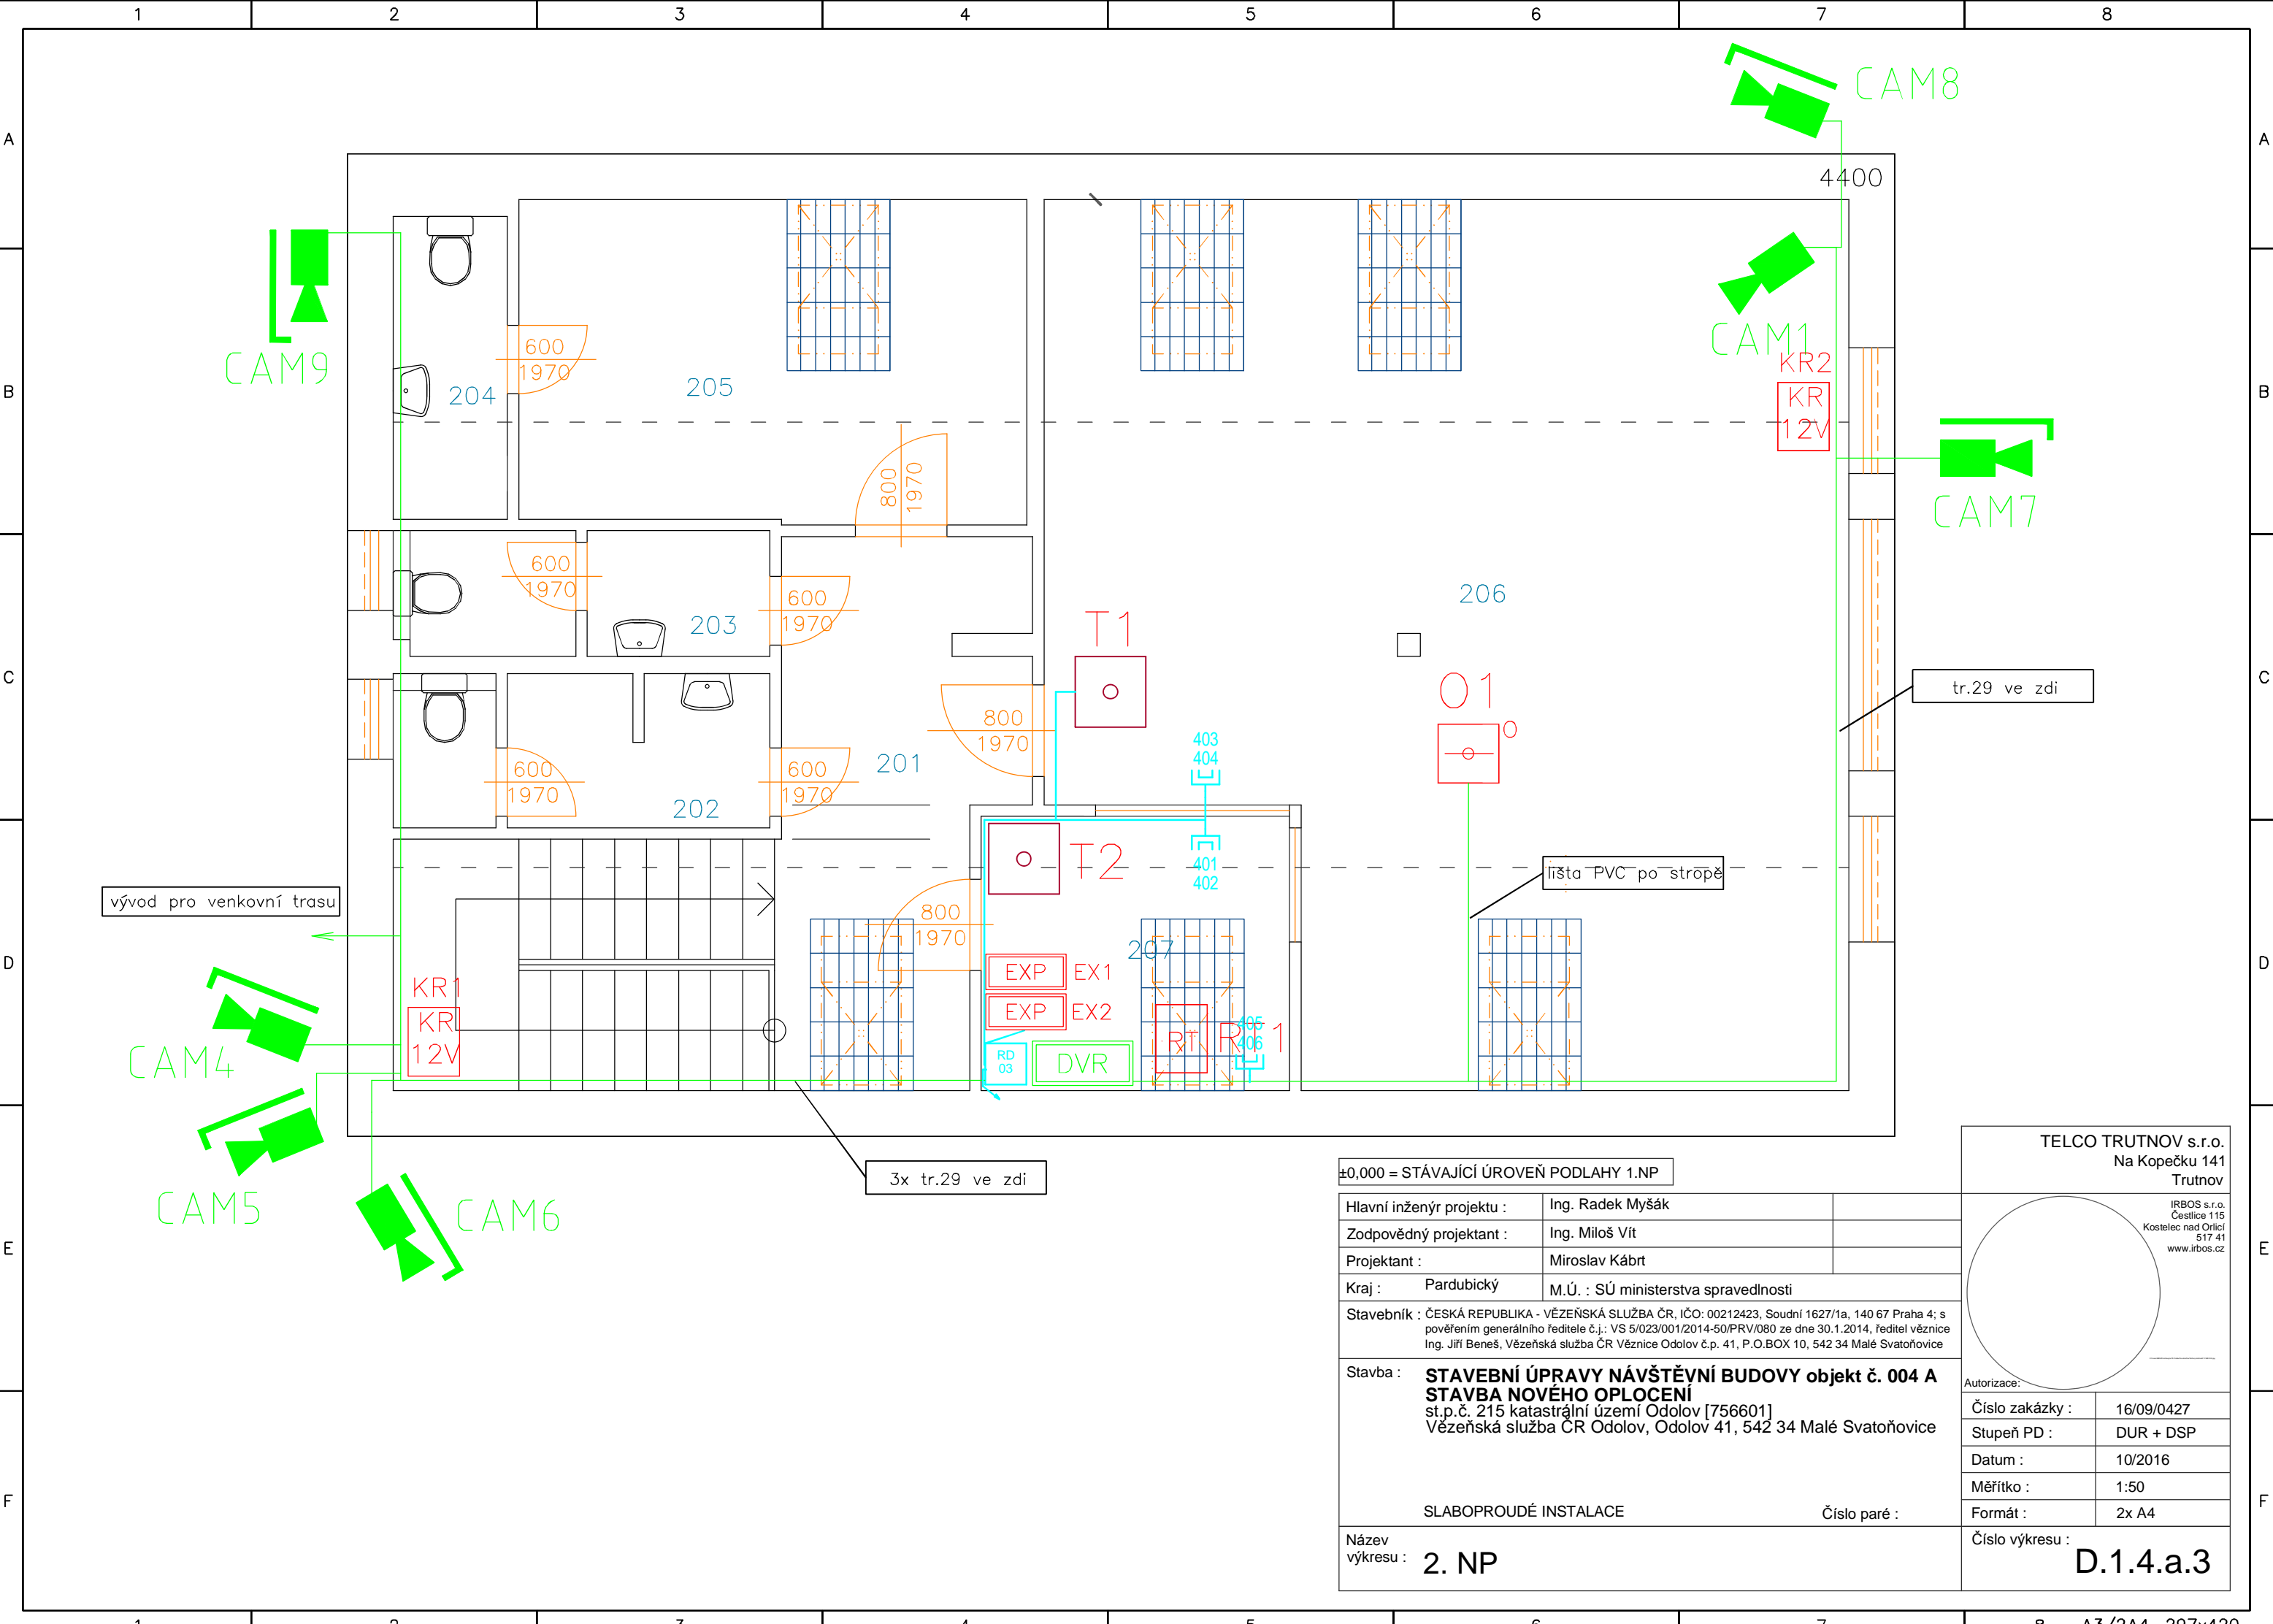 1 2 3 4 5 6 7 8
A A
B B
C C
D D
E E
F F
CAM8
4400
CAM9
CAM1
KR2
KR
12V
CAM7
600
1970
204
205
800
1970
600
1970
203
600
1970
206
T1
O1
O
tr.29 ve zdi
800
1970
403
404
201
600
1970
600
1970
202
T2
401
402
lišta PVC po stropě
vývod pro venkovní trasu
800
1970
207
EXP EX1
EXP EX2
KR1
KR
12V
RD
03
DVR
RT
RT1
405
406
CAM4
CAM5
CAM6
3x tr.29 ve zdi
±0,000 = STÁVAJÍCÍ ÚROVEŇ PODLAHY 1.NP
TELCO TRUTNOV s.r.o.
Na Kopečku 141
Trutnov
IRBOS s.r.o.
Čestlice 115
Kostelec nad Orlicí
517 41
www.irbos.cz
Autorizace:
Hlavní inženýr projektu : Ing. Radek Myšák
Zodpovědný projektant : Ing. Miloš Vít
Projektant : Miroslav Kábrt
Kraj : Pardubický M.Ú. : SÚ ministerstva spravedlnosti
Stavebník : ČESKÁ REPUBLIKA - VĚZEŇSKÁ SLUŽBA ČR, IČO: 00212423, Soudní 1627/1a, 140 67 Praha 4; s
pověřením generálního ředitele č.j.: VS 5/023/001/2014-50/PRV/080 ze dne 30.1.2014, ředitel věznice
Ing. Jiří Beneš, Vězeňská služba ČR Věznice Odolov č.p. 41, P.O.BOX 10, 542 34 Malé Svatoňovice
Stavba : STAVEBNÍ ÚPRAVY NÁVŠTĚVNÍ BUDOVY objekt č. 004 A
STAVBA NOVÉHO OPLOCENÍ
st.p.č. 215 katastrální území Odolov [756601]
Vězeňská služba ČR Odolov, Odolov 41, 542 34 Malé Svatoňovice
SLABOPROUDÉ INSTALACE Číslo paré :
Název
výkresu : 2. NP
Číslo zakázky : 16/09/0427
Stupeň PD : DUR + DSP
Datum : 10/2016
Měřítko : 1:50
Formát : 2x A4
Číslo výkresu :
D.1.4.a.3